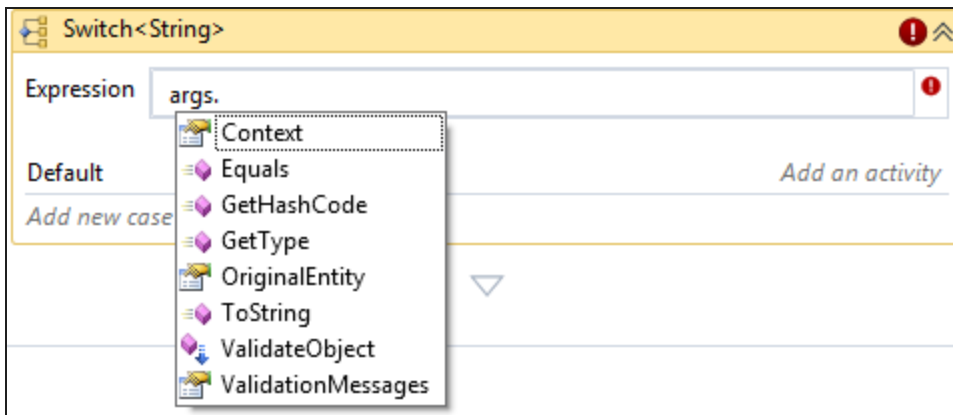 Switch<String>
Expression
args.
Context
Equals
GetHashCode
GetType
OriginalEntity
ToString
ValidateObject
ValidationMessages
Default
Add an activity
Add new case